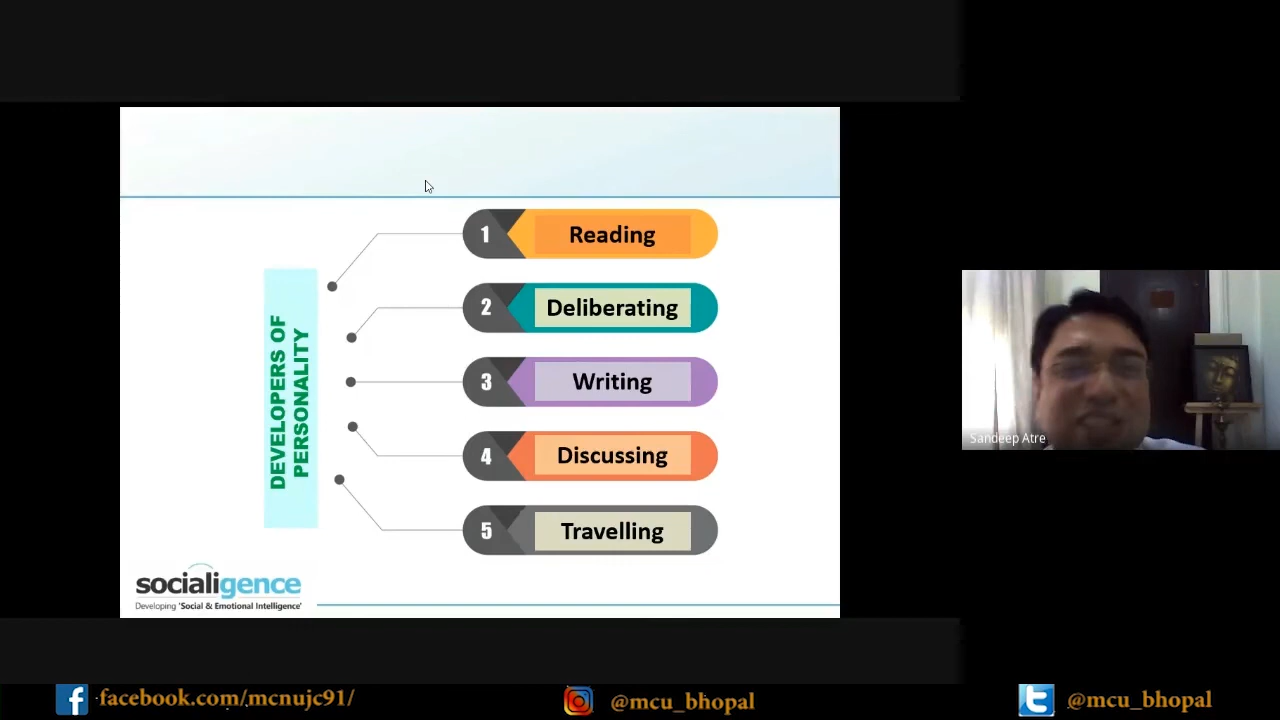 1 Reading
2 Deliberating
3 Writing
4 Discussing
5 Travelling
DEVELOPERS OF
PERSONALITY
socialigence
Developing 'Social & Emotional Intelligence'
Sandeep Atre
facebook.com/mcnujc91/
@mcu_bhopal
@mcu_bhopal